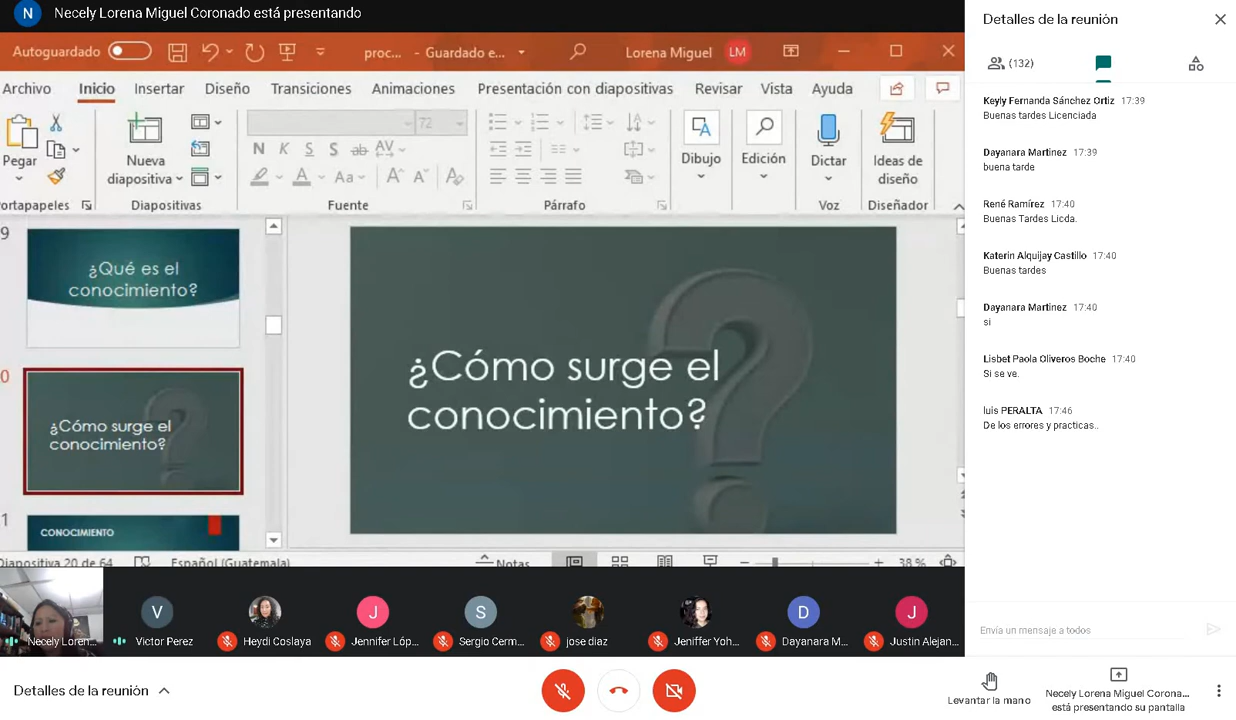 N Necely Lorena Miguel Coronado está presentando
Autoguardado
proc... - Guardado e...
Lorena Miguel LM
Archivo Inicio Insertar Diseño Transiciones Animaciones Presentación con diapositivas Revisar Vista Ayuda
72
N K S S ab AV
A Aa A A A
Pegar
Nueva
diapositiva
Dibujo
Edición
Dictar
Ideas de
diseño
ortapapeles
Diapositivas
Fuente
Párrafo
Voz
Diseñador
9
¿Qué es el
conocimiento?
0
¿Cómo surge el
conocimiento?
1
CONOCIMIENTO
¿Cómo surge el
conocimiento?
Diapositiva 20 de 64
Español (Guatemala)
Notas
38 %
Necely Loren...
V
Victor Perez
Heydi Coslaya
J
Jennifer Lóp...
S
Sergio Cerm...
jose diaz
Jeniffer Yoh...
D
Dayanara M...
J
Justin Alejan...
Detalles de la reunión
Detalles de la reunión
(132)
Keyly Fernanda Sánchez Ortiz 17:39
Buenas tardes Licenciada
Dayanara Martinez 17:39
buena tarde
René Ramírez 17:40
Buenas Tardes Licda.
Katerin Alquijay Castillo 17:40
Buenas tardes
Dayanara Martinez 17:40
si
Lisbet Paola Oliveros Boche 17:40
Si se ve.
luis PERALTA 17:46
De los errores y practicas..
Envía un mensaje a todos
Levantar la mano
Necely Lorena Miguel Corona...
está presentando su pantalla